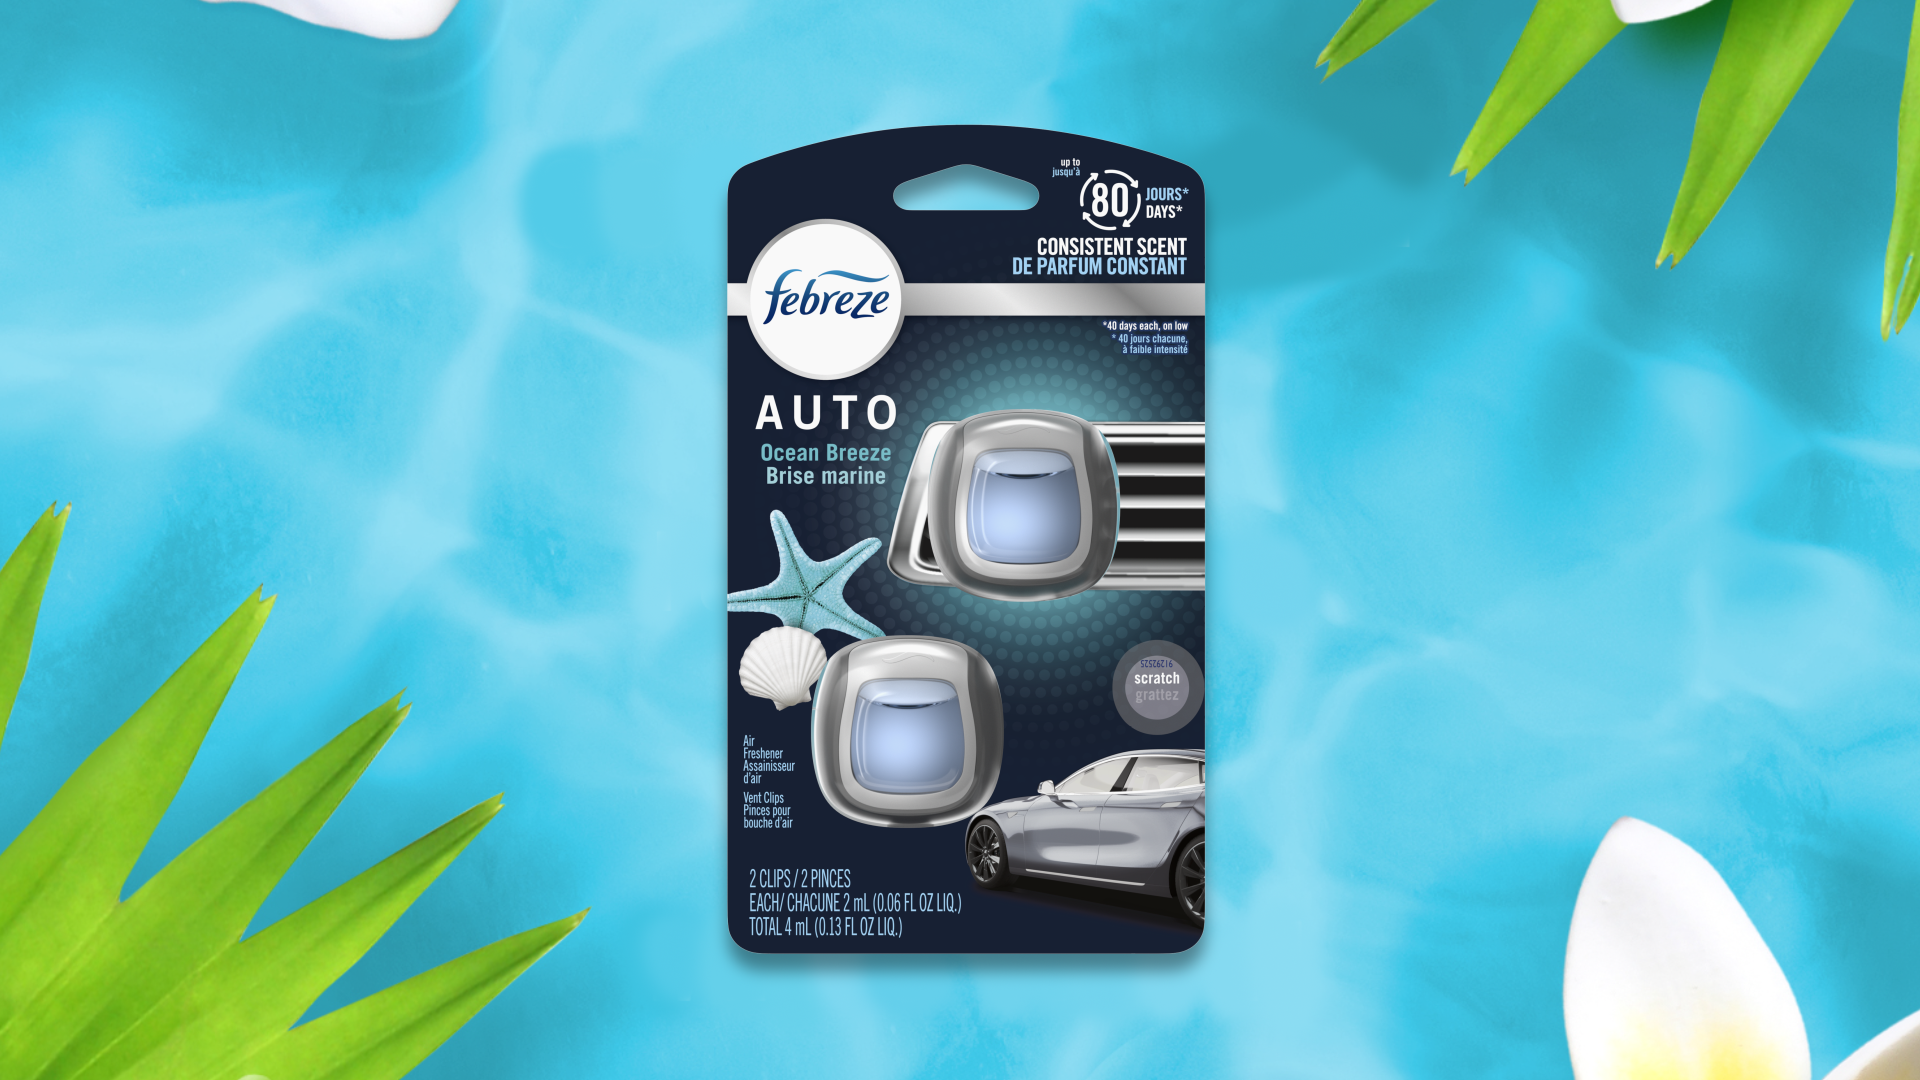 up to
jusqu'à
80
JOURS*
DAYS*
CONSISTENT SCENT
DE PARFUM CONSTANT
febreze
*40 days each, on low
* 40 jours chacune,
à faible intensité
AUTO
Ocean Breeze
Brise marine
91292525
scratch
grattez
Air
Freshener
Assainisseur
d'air
Vent Clips
Pinces pour
bouche d'air
2 CLIPS / 2 PINCES
EACH/ CHACUNE 2 mL (0.06 FL OZ LIQ.)
TOTAL 4 mL (0.13 FL OZ LIQ.)